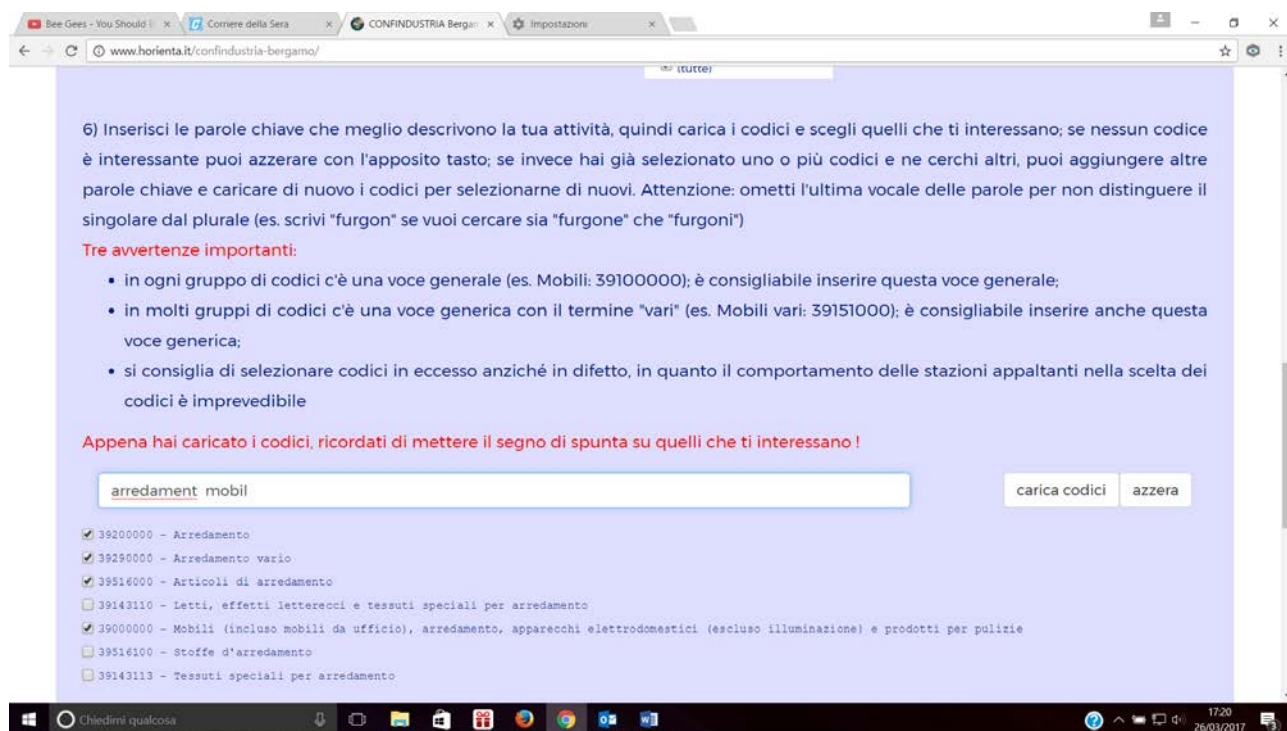 Bee Gees - You Should
Corriere della Sera
CONFINDUSTRIA Bergam
Impostazioni
www.horienta.it/confindustria-bergamo/
(tutte)
6) Inserisci le parole chiave che meglio descrivono la tua attività, quindi carica i codici e scegli quelli che ti interessano; se nessun codice
è interessante puoi azzerare con l'apposito tasto; se invece hai già selezionato uno o più codici e ne cerchi altri, puoi aggiungere altre
parole chiave e caricare di nuovo i codici per selezionarne di nuovi. Attenzione: ometti l'ultima vocale delle parole per non distinguere il
singolare dal plurale (es. scrivi "furgon" se vuoi cercare sia "furgone" che "furgoni")
Tre avvertenze importanti:
• in ogni gruppo di codici c'è una voce generale (es. Mobili: 39100000); è consigliabile inserire questa voce generale;
• in molti gruppi di codici c'è una voce generica con il termine "vari" (es. Mobili vari: 39151000); è consigliabile inserire anche questa
voce generica;
• si consiglia di selezionare codici in eccesso anziché in difetto, in quanto il comportamento delle stazioni appaltanti nella scelta dei
codici è imprevedibile
Appena hai caricato i codici, ricordati di mettere il segno di spunta su quelli che ti interessano !
arredament mobil
carica codici
azzera
39200000 - Arredamento
39290000 - Arredamento vario
39516000 - Articoli di arredamento
39143110 - Letti, effetti letterecci e tessuti speciali per arredamento
39000000 - Mobili (incluso mobili da ufficio), arredamento, apparecchi elettrodomestici (escluso illuminazione) e prodotti per pulizie
39516100 - Stoffe d'arredamento
39143113 - Tessuti speciali per arredamento
Chiedimi qualcosa
17:20
26/03/2017